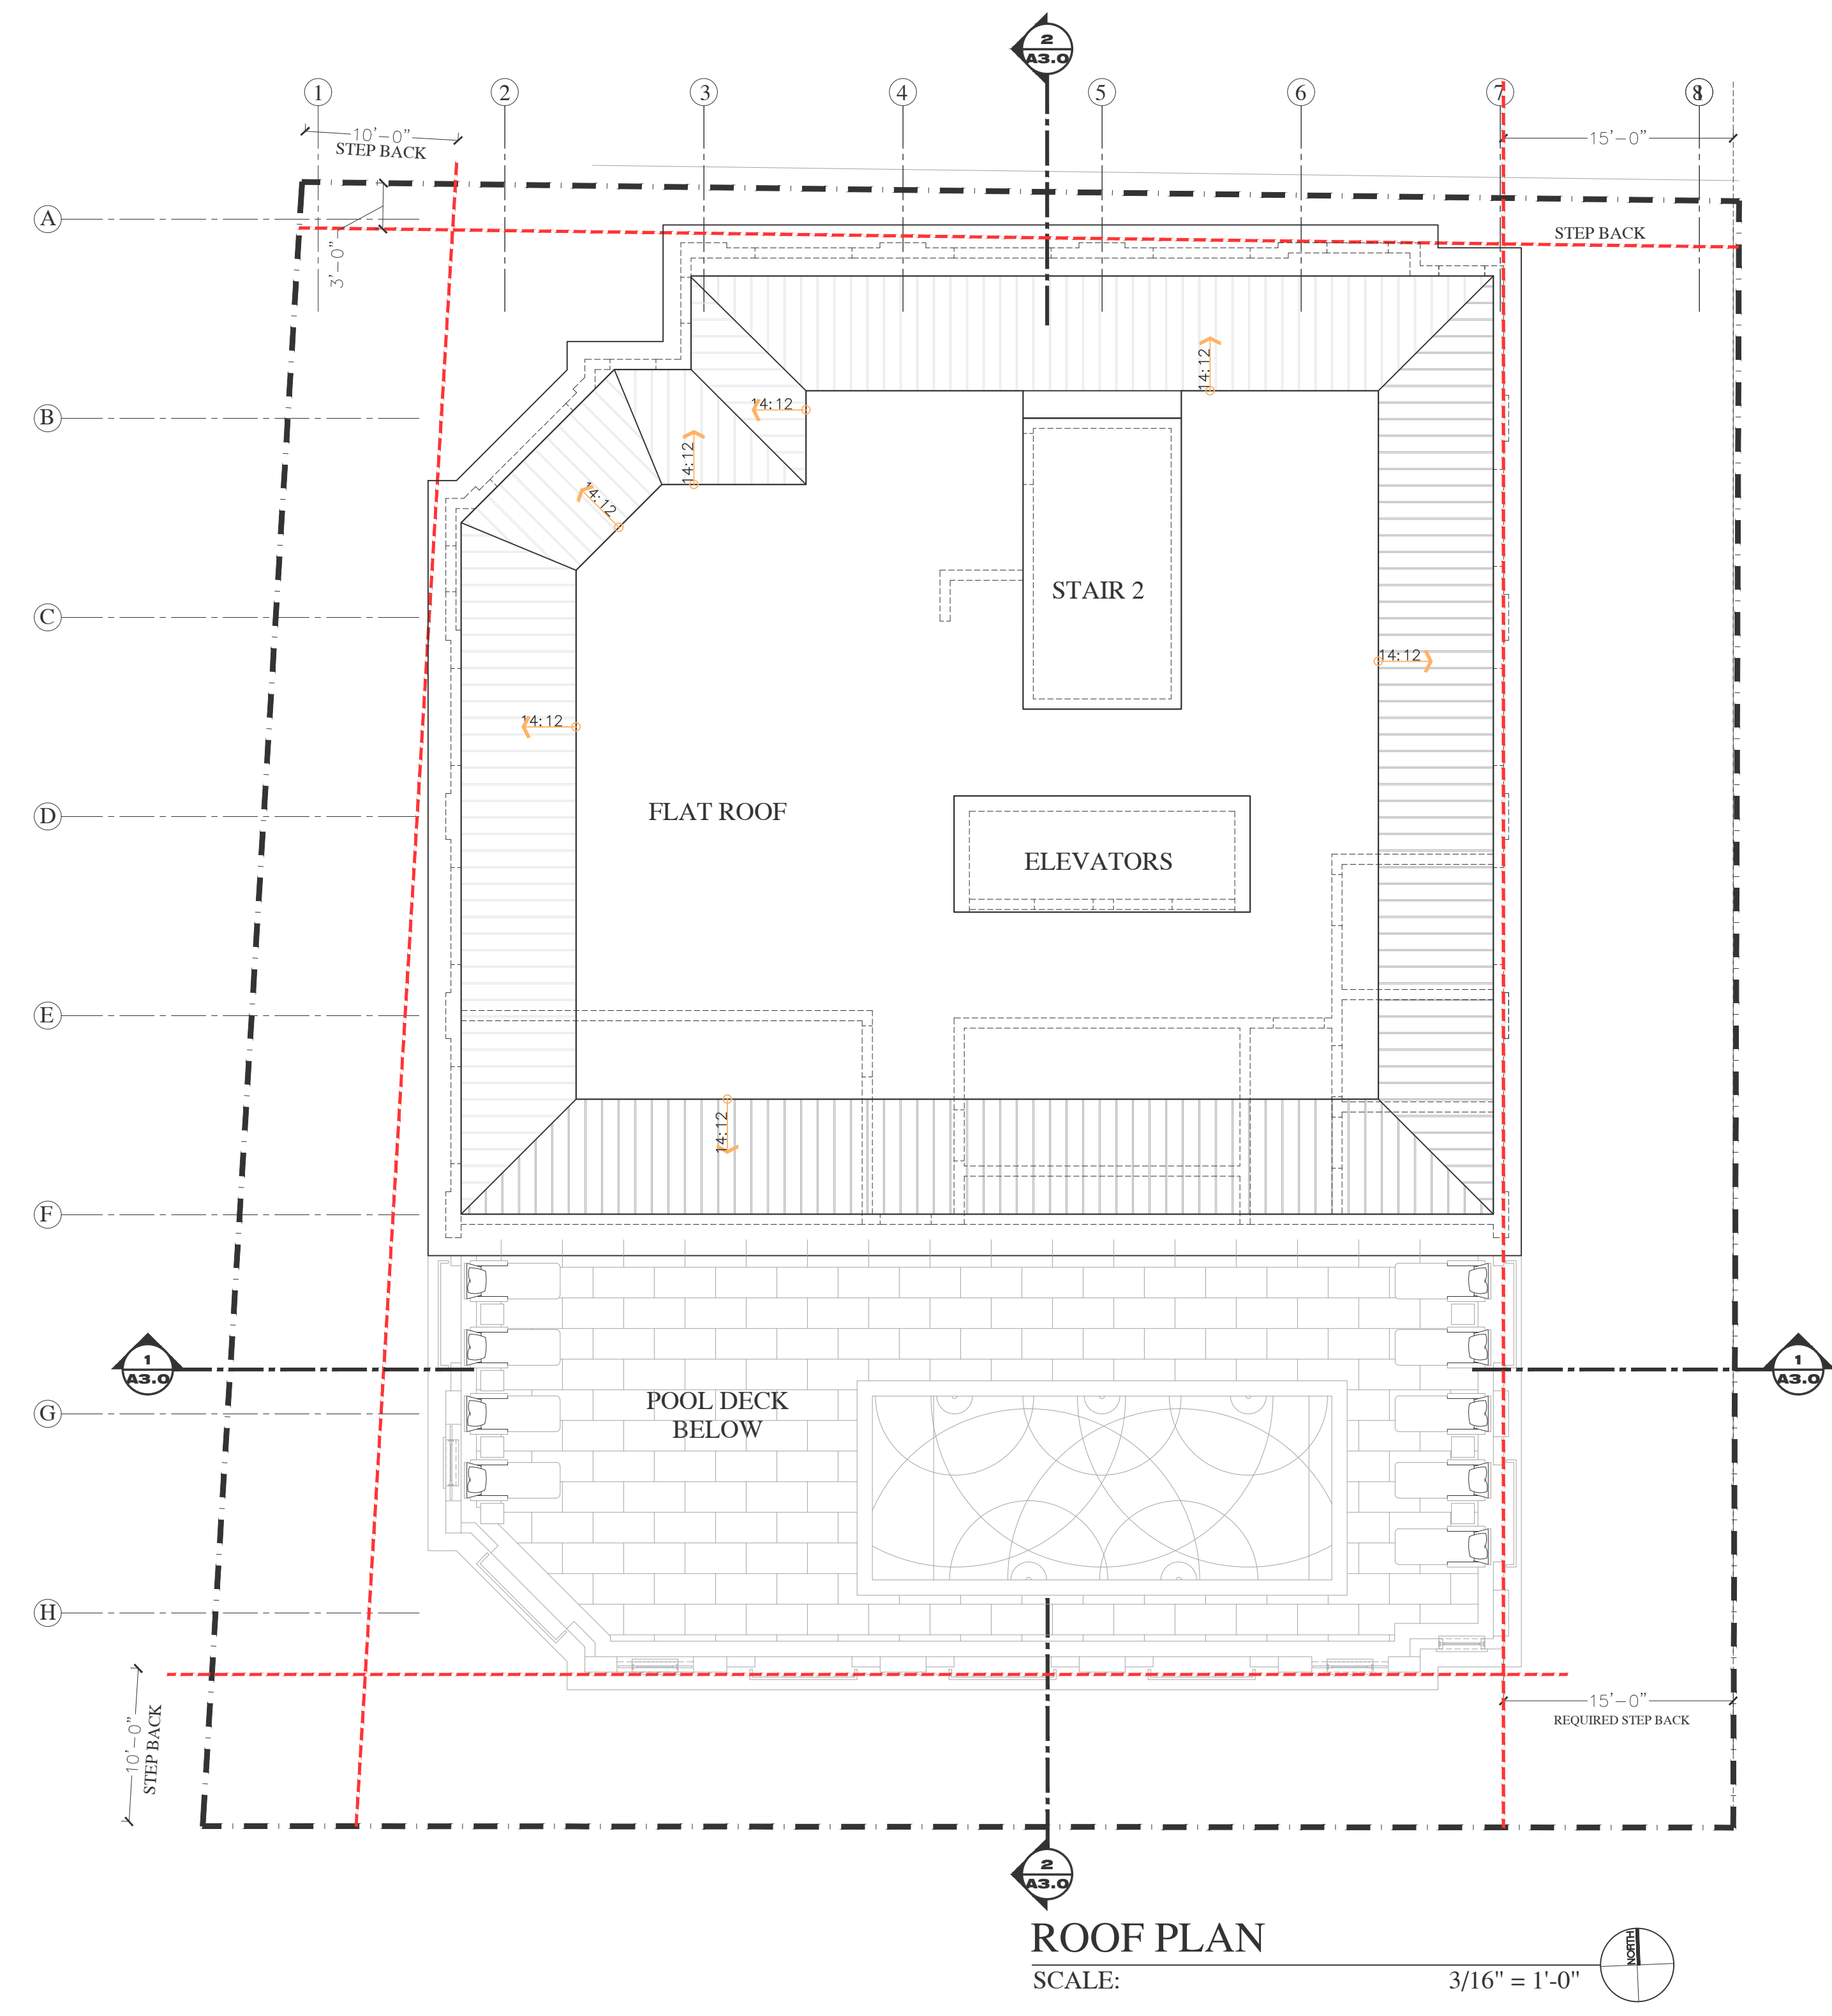 2
A3.0
1
2
3
4
5
6
7
8
10'-0"
STEP BACK
15'-0"
A
STEP BACK
3'-0"
14:12
14:12
B
14:12
14:12
STAIR 2
C
14:12
14:12
FLAT ROOF
D
ELEVATORS
E
14:12
F
1
A3.0
1
A3.0
POOL DECK
BELOW
G
H
10'-0"
STEP BACK
15'-0"
REQUIRED STEP BACK
2
A3.0
ROOF PLAN
NORTH
SCALE:
3/16" = 1'-0"